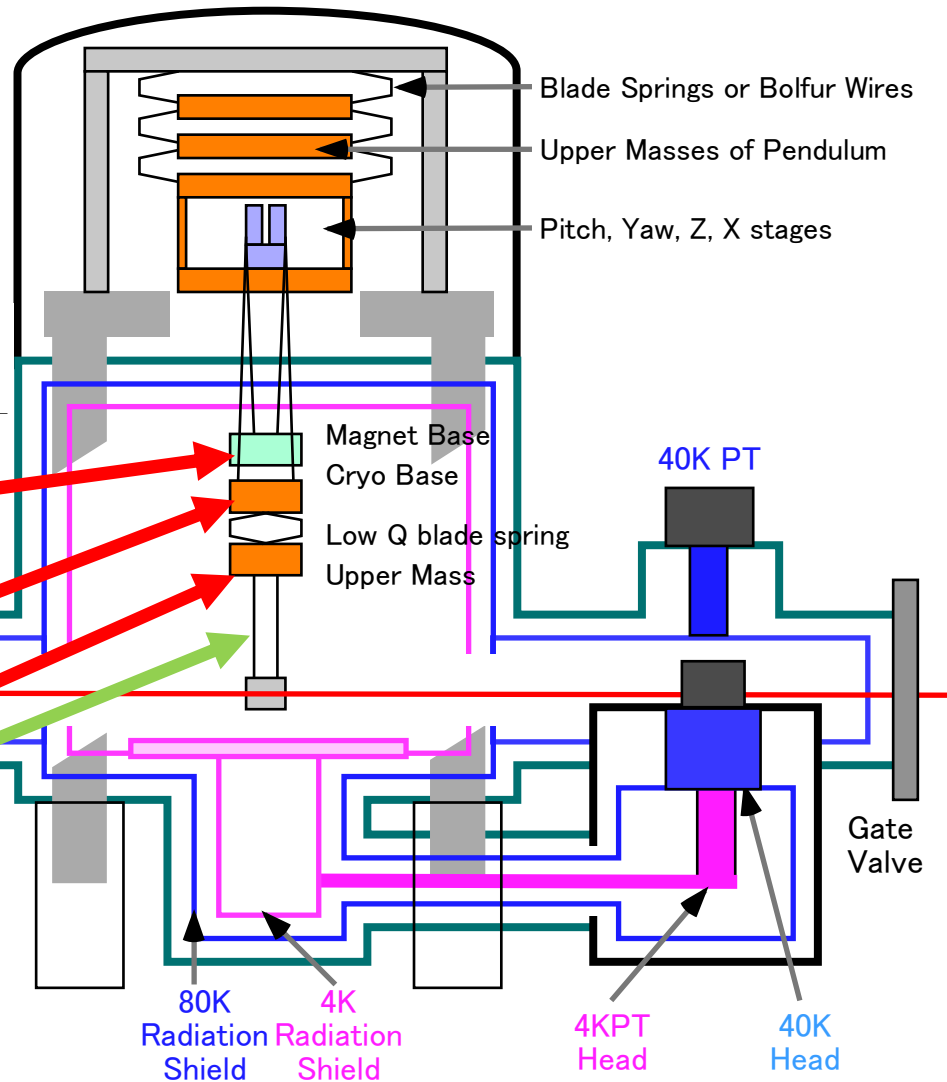 Blade Springs or Bolfur Wires
Upper Masses of Pendulum
Pitch, Yaw, Z, X stages
Magnet Base
Cryo Base
40K PT
Low Q blade spring
Upper Mass
Gate
Valve
80K
Radiation
Shield
4K
Radiation
Shield
4KPT
Head
40K
Head